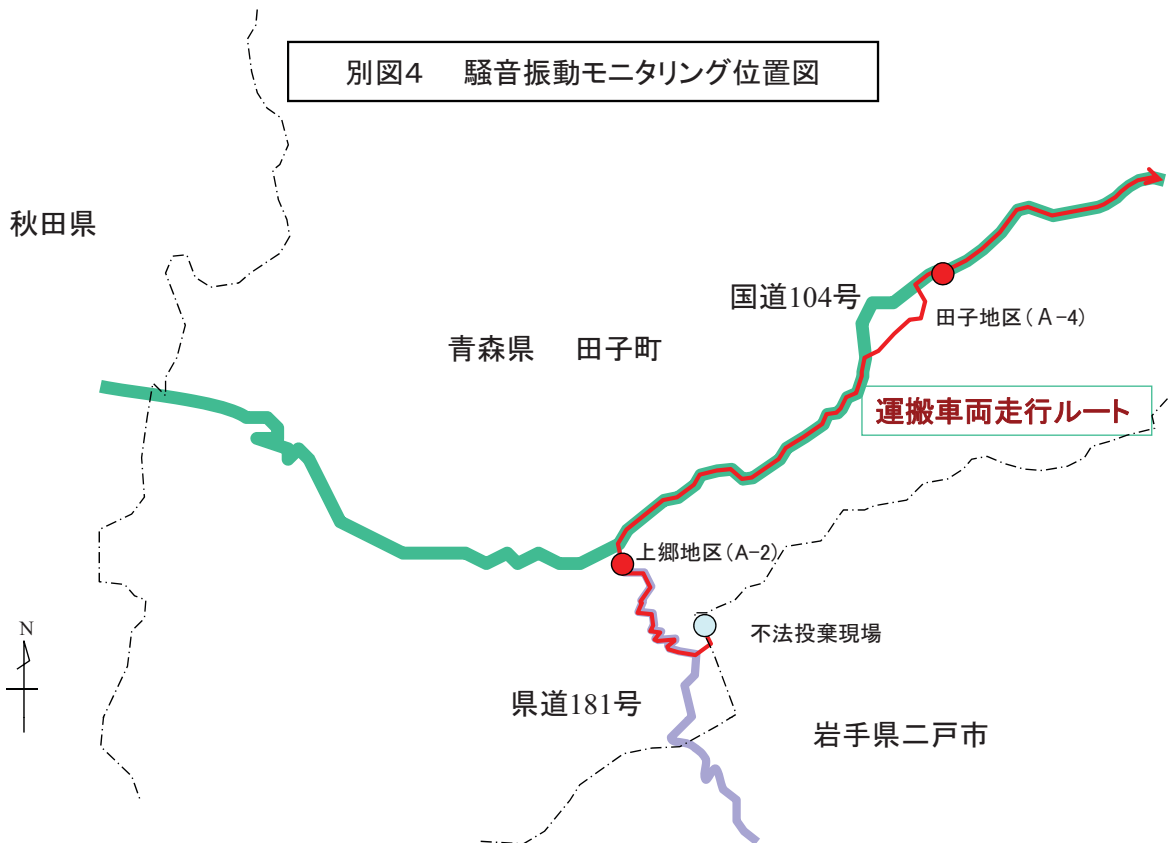 別図4 騒音振動モニタリング位置図
秋田県
国道104号
田子地区(A-4)
青森県 田子町
運搬車両走行ルート
上郷地区(A-2)
不法投棄現場
N
県道181号
岩手県二戸市